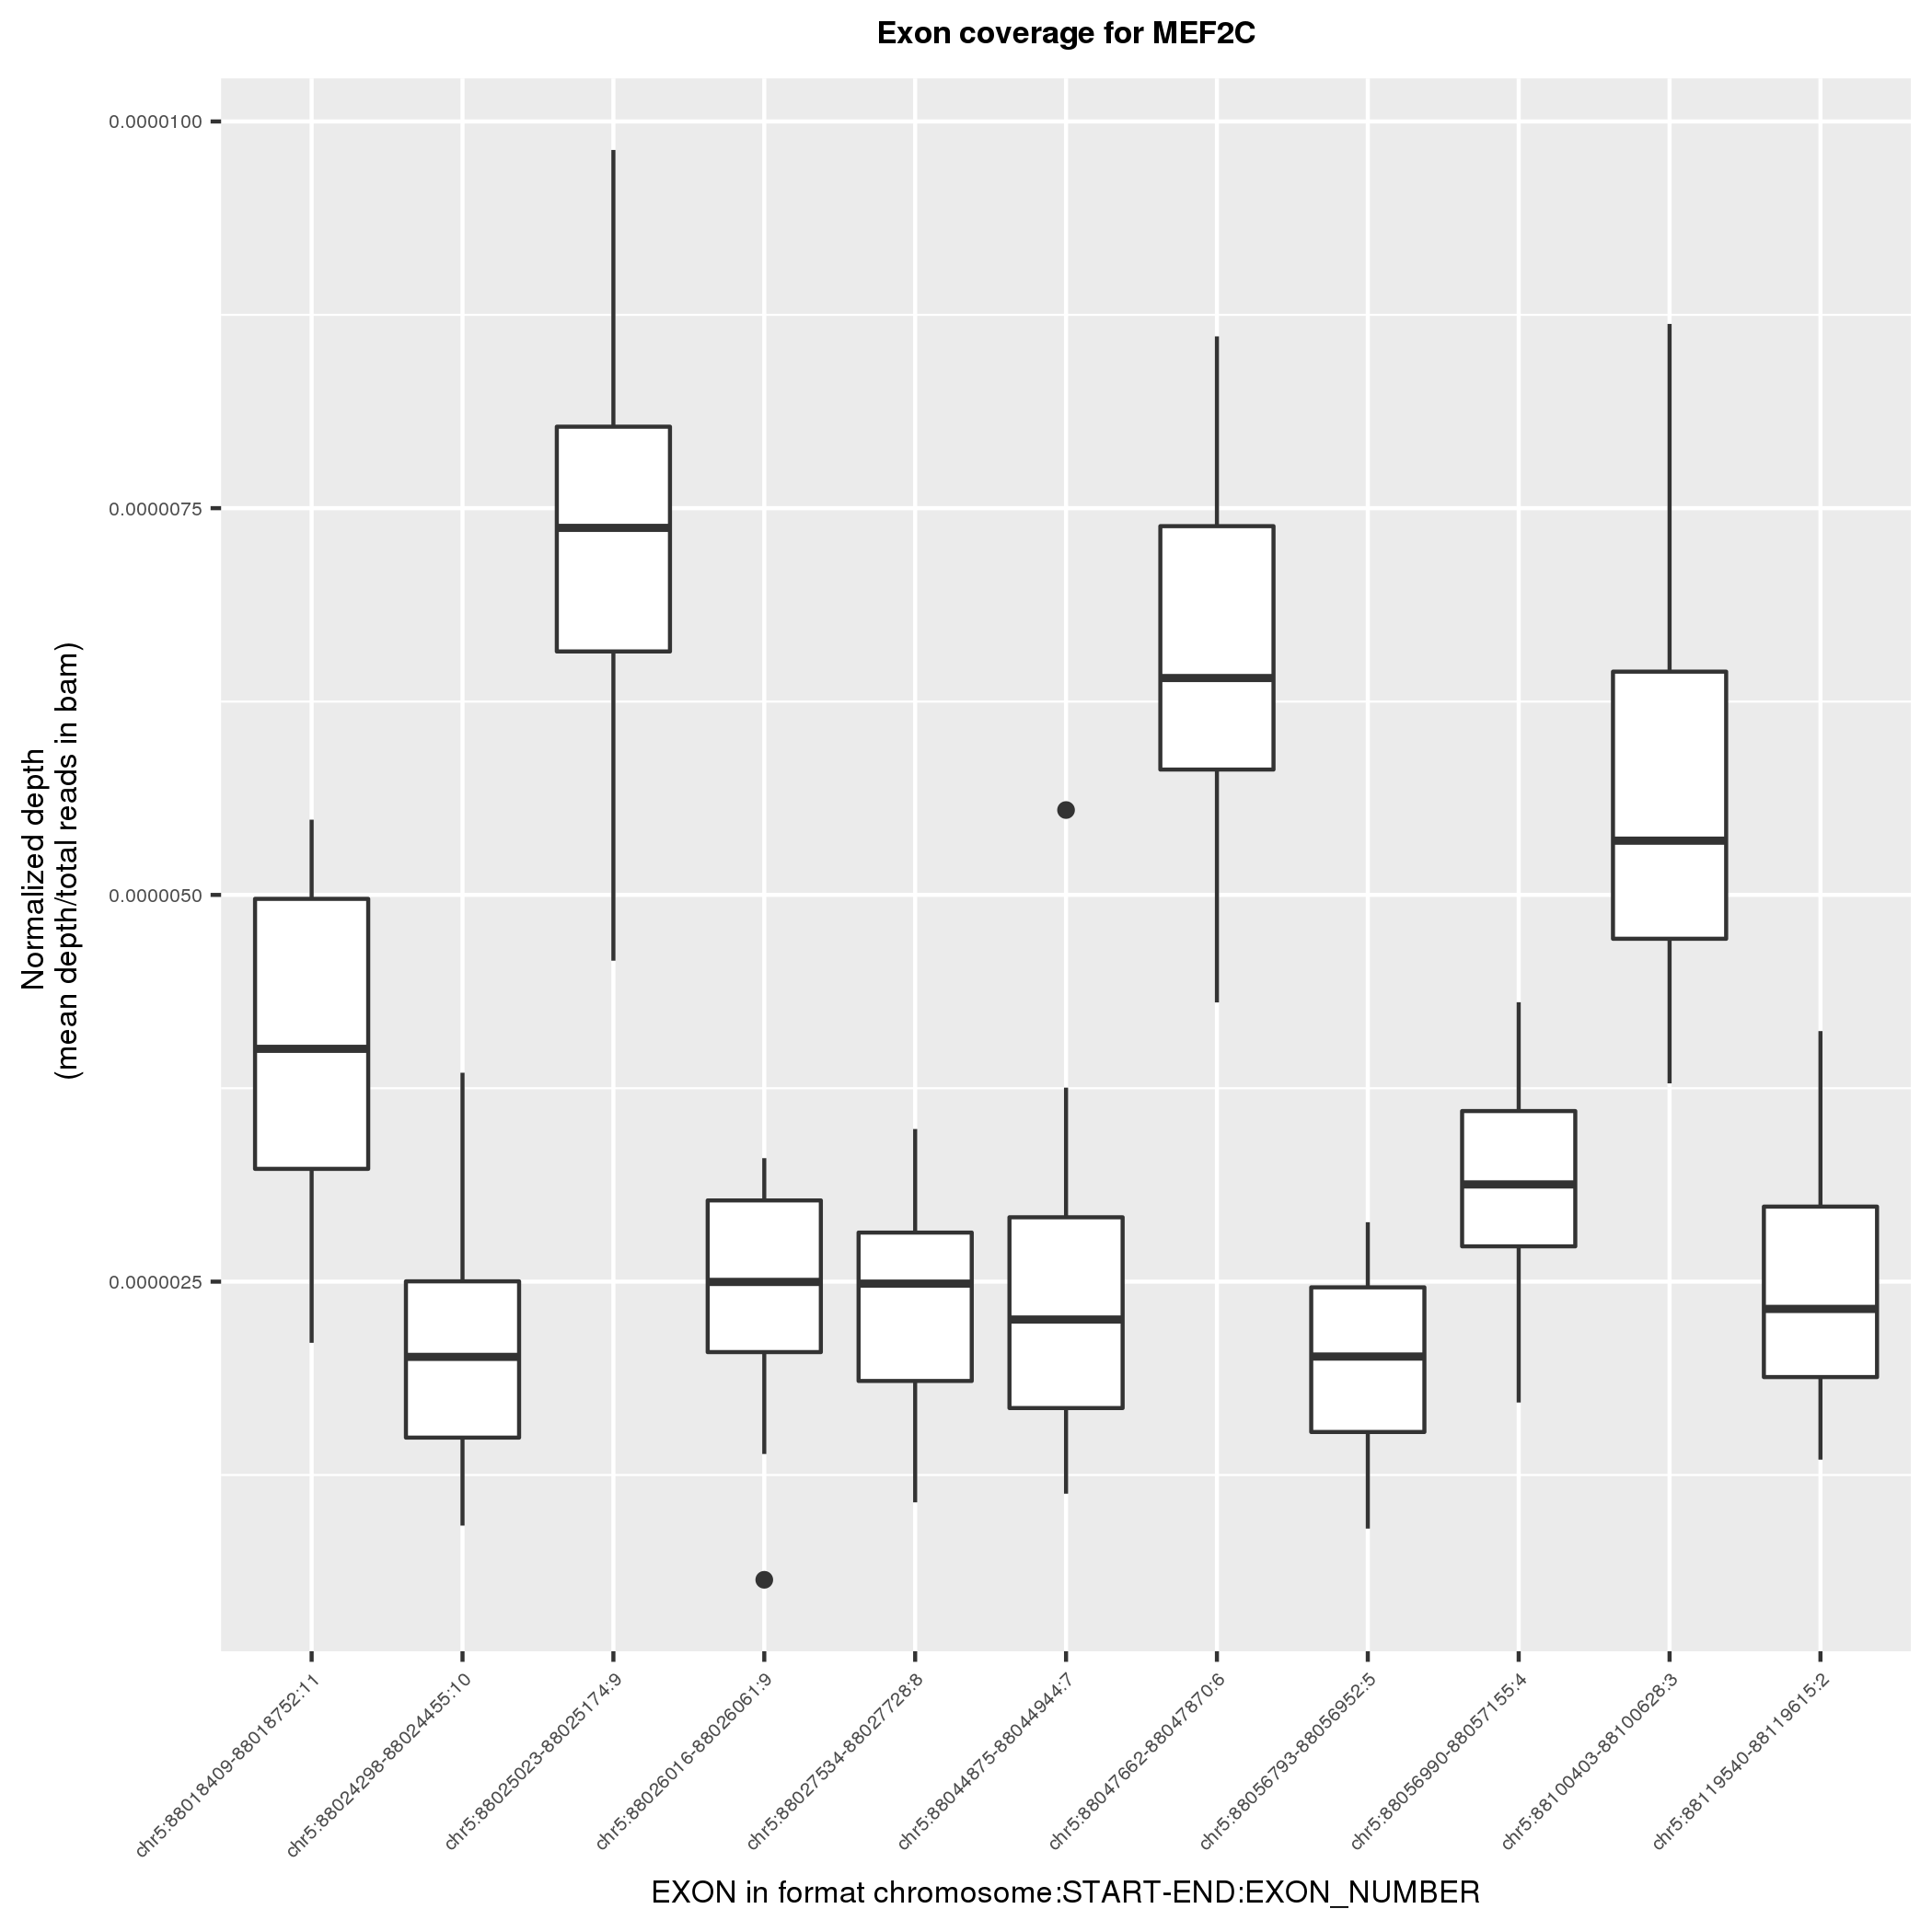 Exon coverage for MEF2C
Normalized depth
(mean depth/total reads in bam)
0.0000100
0.0000075
0.0000050
0.0000025
chr5:88018409-88018752:11
chr5:88024298-88024455:10
chr5:88025023-88025174:9
chr5:88026016-88026061:9
chr5:88027534-88027728:8
chr5:88044875-88044944:7
chr5:88047662-88047870:6
chr5:88056793-88056952:5
chr5:88056990-88057155:4
chr5:88100403-88100628:3
chr5:88119540-88119615:2
EXON in format chromosome:START-END:EXON_NUMBER